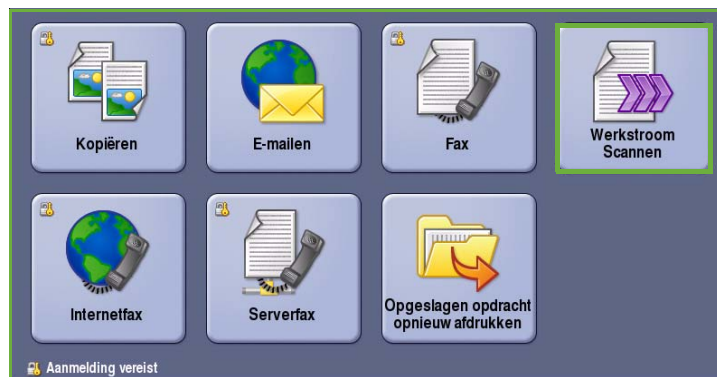 Kopiëren
E-mailen
Fax
Werkstroom
Scannen
Internetfax
Serverfax
Opgeslagen opdracht
opnieuw afdrukken
Aanmelding vereist